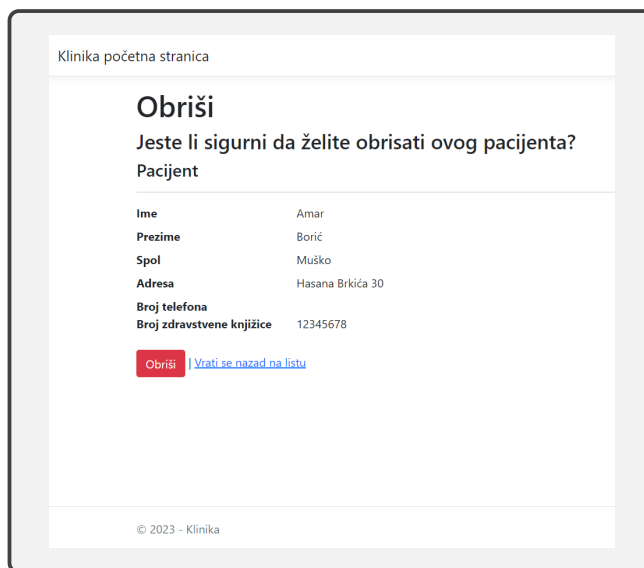 Klinika početna stranica
Obriši
Jeste li sigurni da želite obrisati ovog pacijenta?
Pacijent
Ime Amar
Prezime Borić
Spol Muško
Adresa Hasana Brkića 30
Broj telefona
Broj zdravstvene knjižice 12345678
Obriši | Vrati se nazad na listu
© 2023 - Klinika